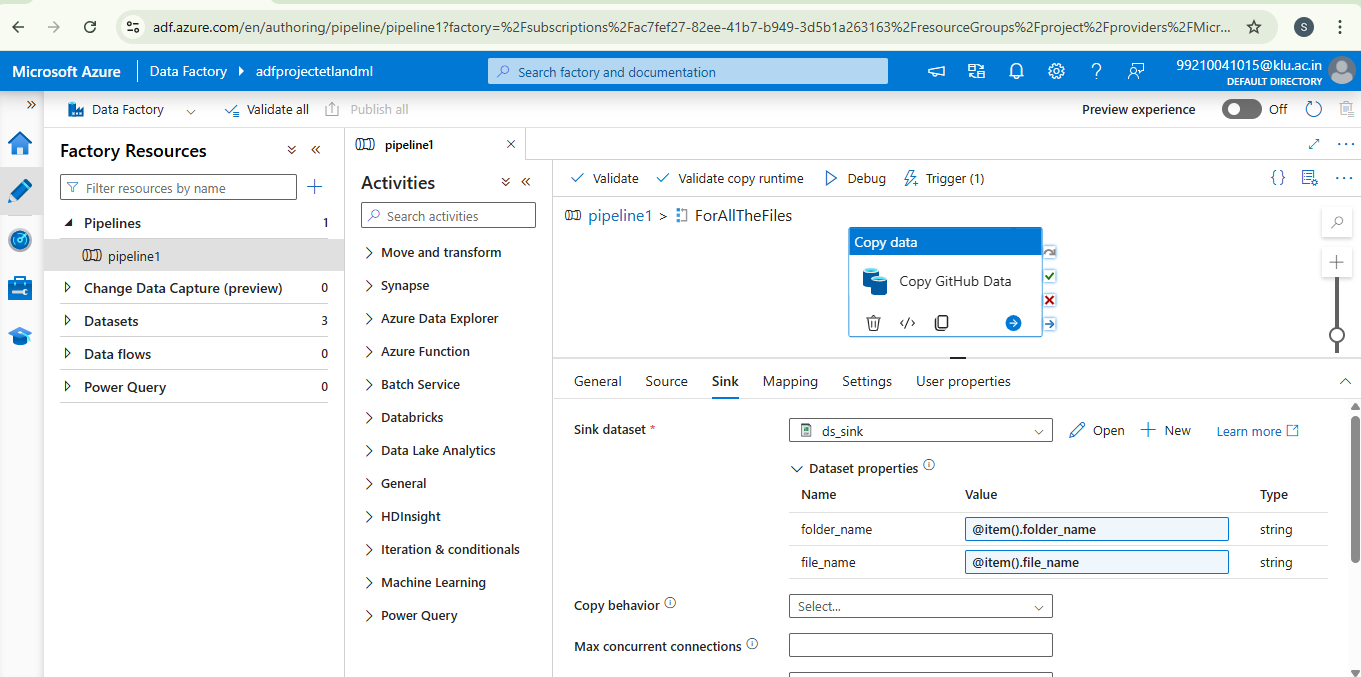 adf.azure.com/en/authoring/pipeline/pipeline1?factory=%2Fsubscriptions%2Fac7fef27-82ee-41b7-b949-3d5b1a263163%2FresourceGroups%2Fproject%2Fproviders%2FMicr...
S
Microsoft Azure
Data Factory
adfprojectetlandml
Search factory and documentation
99210041015@klu.ac.in
DEFAULT DIRECTORY
Data Factory
Validate all
Publish all
Preview experience
Off
Factory Resources
Filter resources by name
Pipelines 1
pipeline1
Change Data Capture (preview) 0
Datasets 3
Data flows 0
Power Query 0
pipeline1
Activities
Search activities
Move and transform
Synapse
Azure Data Explorer
Azure Function
Batch Service
Databricks
Data Lake Analytics
General
HDInsight
Iteration & conditionals
Machine Learning
Power Query
Validate
Validate copy runtime
Debug
Trigger (1)
pipeline1 > ForAllTheFiles
Copy data
Copy GitHub Data
General Source Sink Mapping Settings User properties
Sink dataset *
ds_sink
Open
New
Learn more
Dataset properties
Name Value Type
folder_name @item().folder_name string
file_name @item().file_name string
Copy behavior
Select...
Max concurrent connections